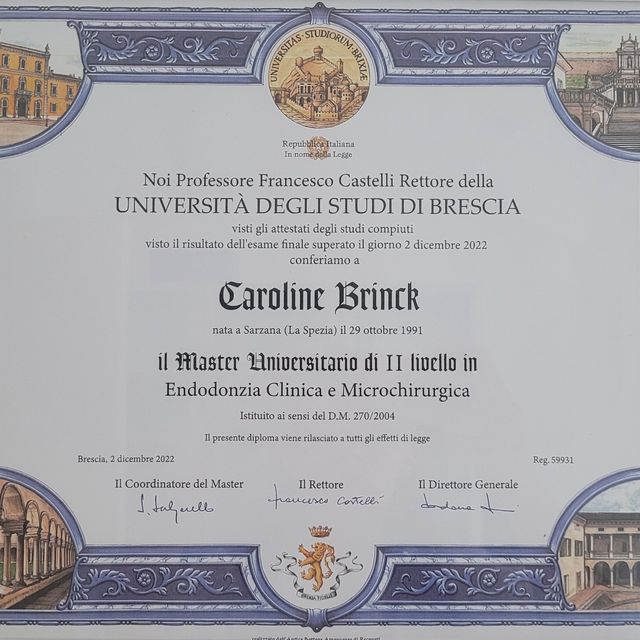 UNIVERSITAS · STUDIORUM · BRIXIÆ
Repubblica Italiana
In nome della Legge
Noi Professore Francesco Castelli Rettore della
UNIVERSITÀ DEGLI STUDI DI BRESCIA
visti gli attestati degli studi compiuti
visto il risultato dell'esame finale superato il giorno 2 dicembre 2022
conferiamo a
Caroline Brinck
nata a Sarzana (La Spezia) il 29 ottobre 1991
il Master Universitario di II livello in
Endodonzia Clinica e Microchirurgica
Istituito ai sensi del D.M. 270/2004
Il presente diploma viene rilasciato a tutti gli effetti di legge
Brescia, 2 dicembre 2022
Reg. 59931
Il Coordinatore del Master
Il Rettore
Il Direttore Generale
Francesco Castelli